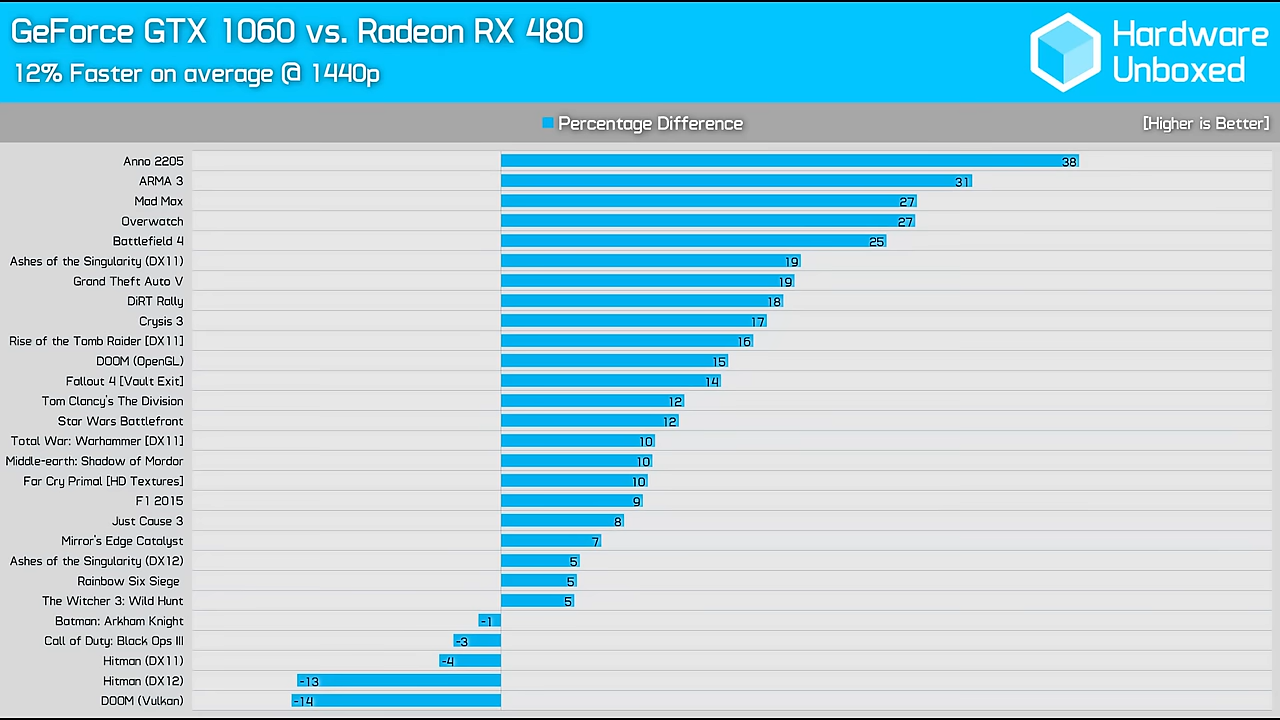 GeForce GTX 1060 vs. Radeon RX 480
12% Faster on average @ 1440p
Hardware
Unboxed
Percentage Difference
[Higher is Better]
Anno 2205 38
ARMA 3 31
Mad Max 27
Overwatch 27
Battlefield 4 25
Ashes of the Singularity (DX11) 19
Grand Theft Auto V 19
DiRT Rally 18
Crysis 3 17
Rise of the Tomb Raider [DX11] 16
DOOM (OpenGL) 15
Fallout 4 [Vault Exit] 14
Tom Clancy's The Division 12
Star Wars Battlefront 12
Total War: Warhammer [DX11] 10
Middle-earth: Shadow of Mordor 10
Far Cry Primal [HD Textures] 10
F1 2015 9
Just Cause 3 8
Mirror's Edge Catalyst 7
Ashes of the Singularity (DX12) 5
Rainbow Six Siege 5
The Witcher 3: Wild Hunt 5
Batman: Arkham Knight -1
Call of Duty: Black Ops III -3
Hitman (DX11) -4
Hitman (DX12) -13
DOOM (Vulkan) -14